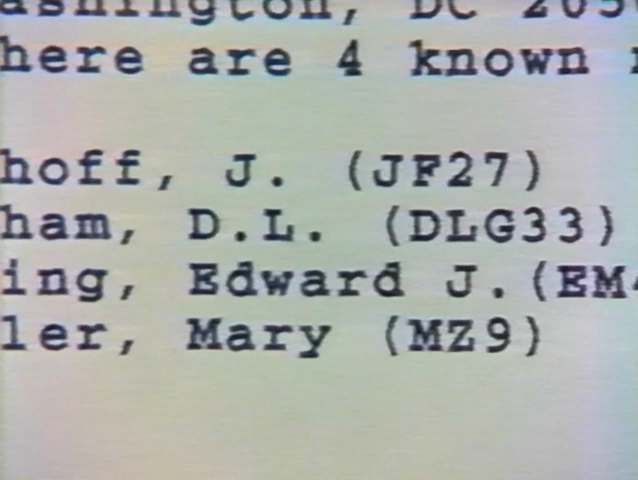 ashington, DC 205
here are 4 known
hoff, J. (JF27)
ham, D.L. (DLG33)
ing, Edward J.(EM
ler, Mary (MZ9)